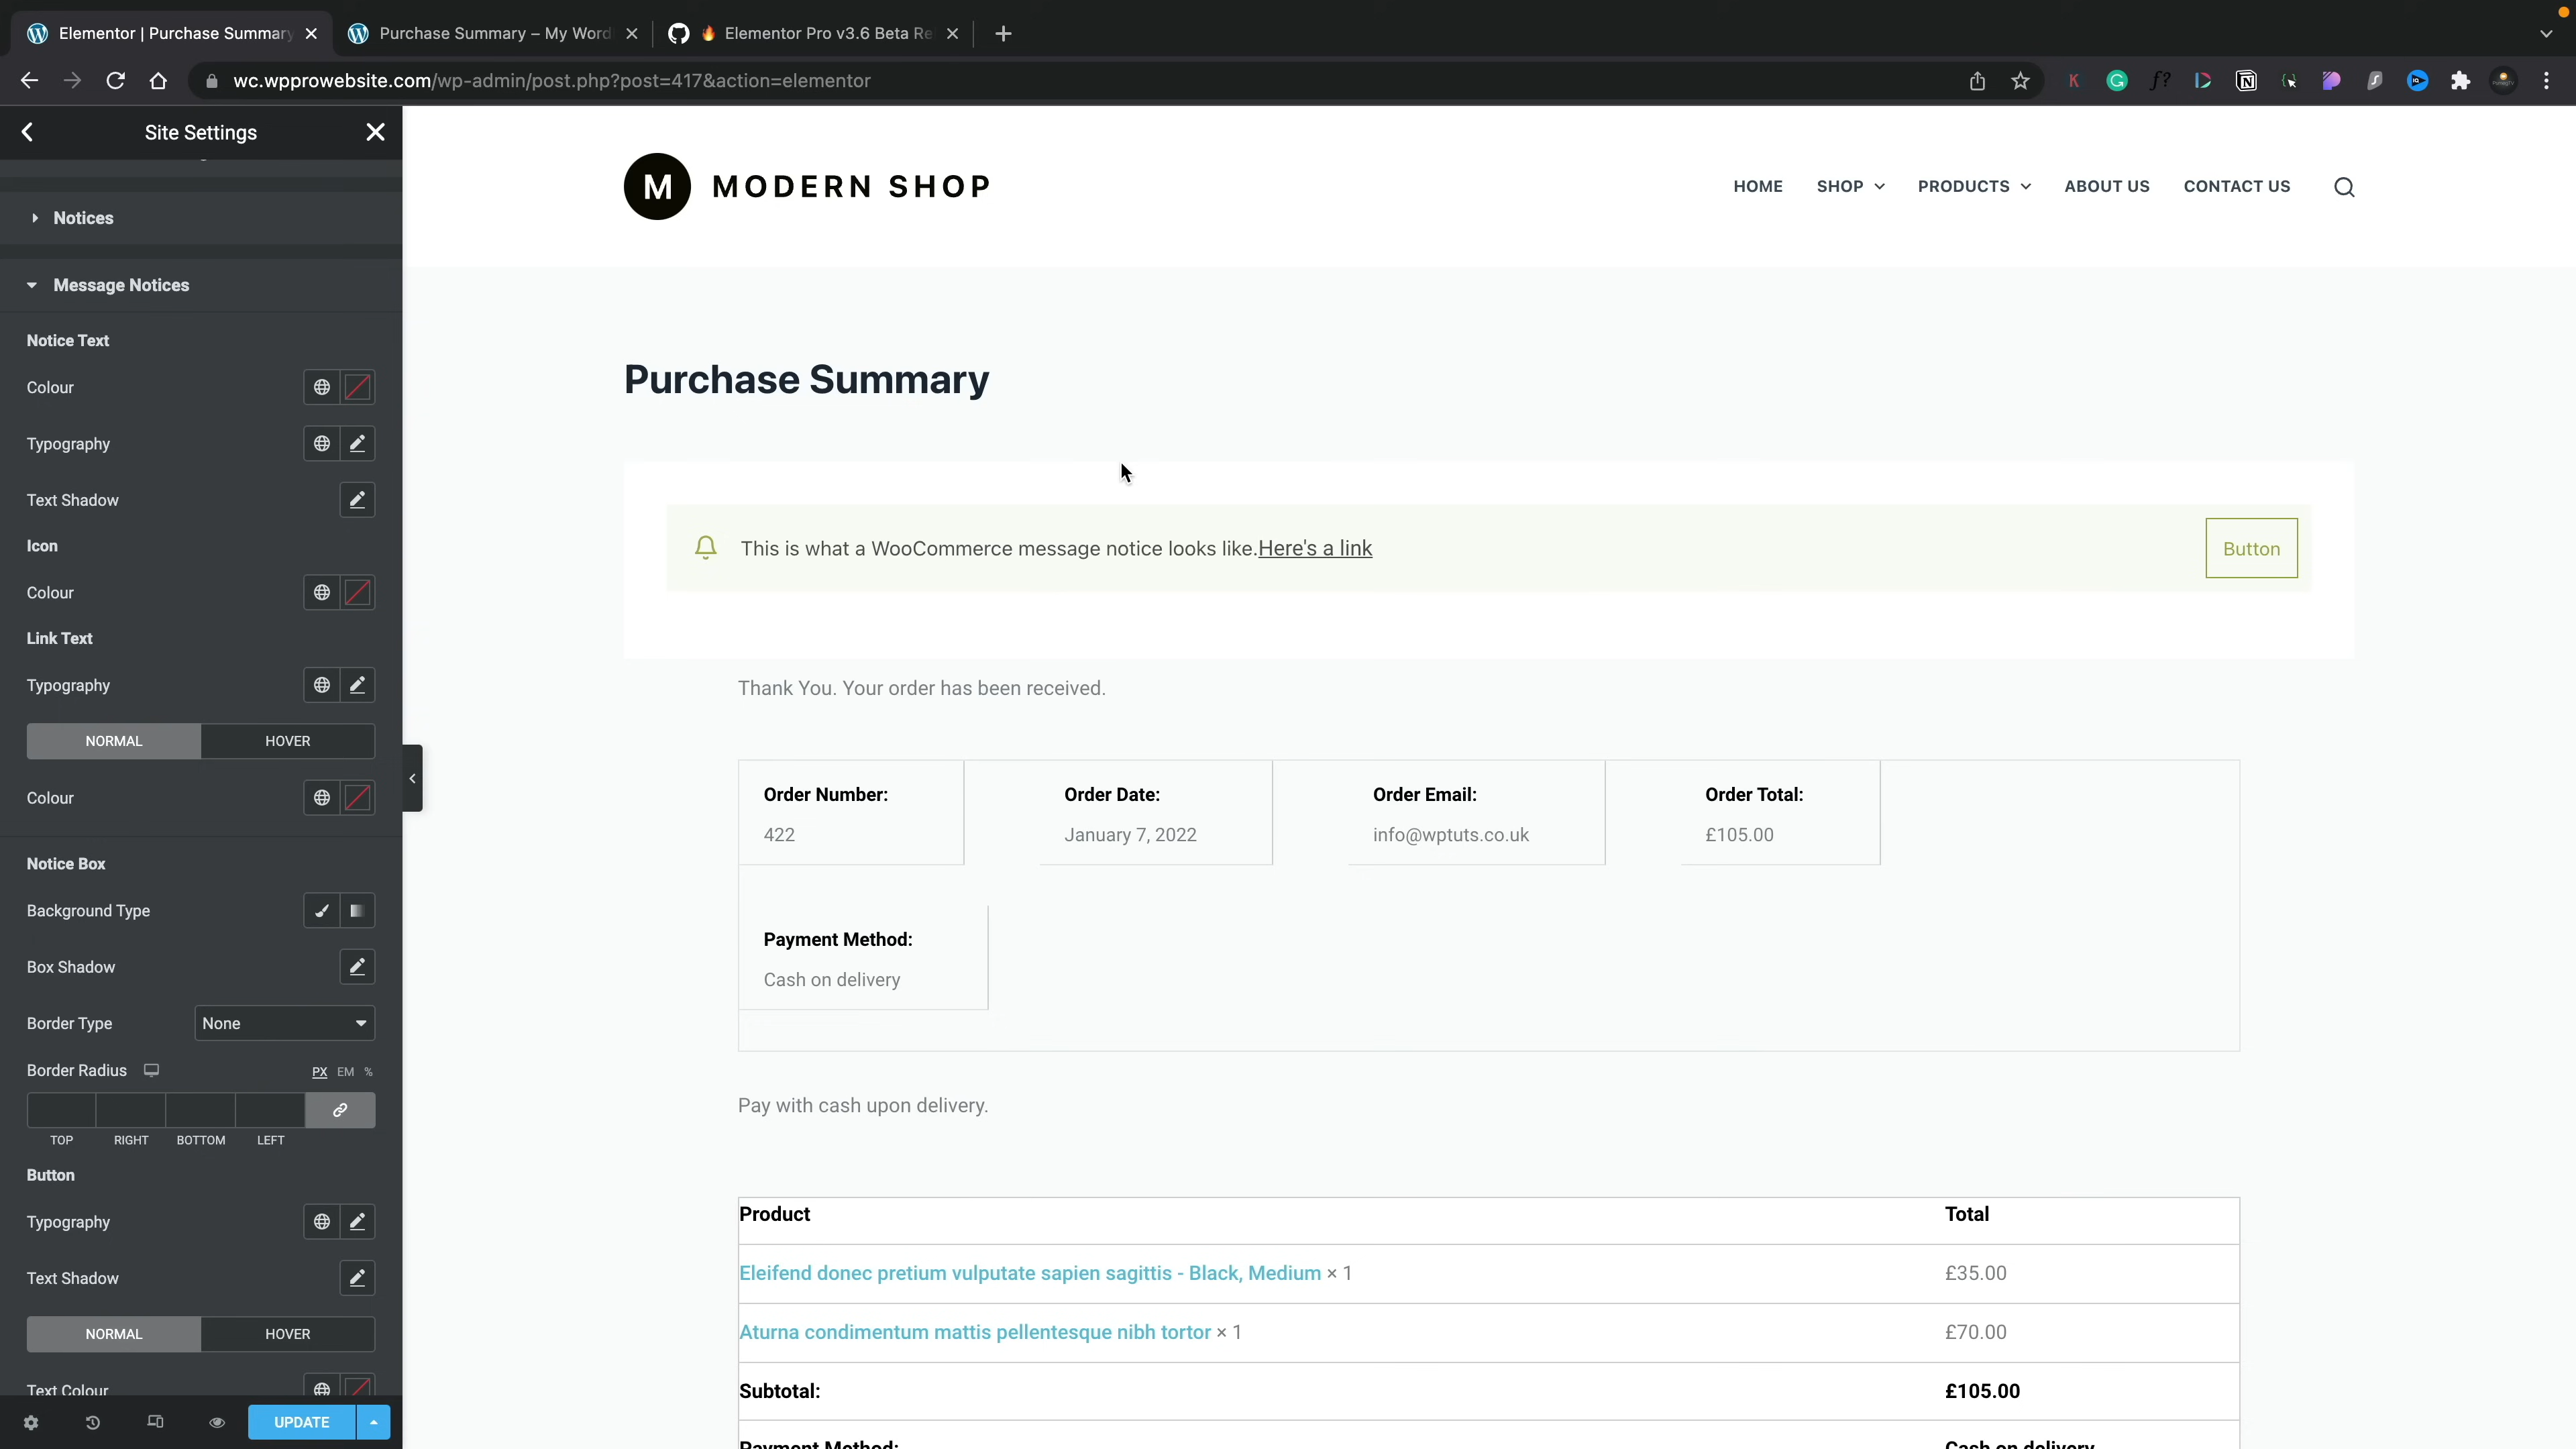 Elementor | Purchase Summary
Purchase Summary – My Word
Elementor Pro v3.6 Beta Re
wc.wpprowebsite.com/wp-admin/post.php?post=417&action=elementor
Site Settings
Notices
Message Notices
Notice Text
Colour
Typography
Text Shadow
Icon
Colour
Link Text
Typography
NORMAL HOVER
Colour
Notice Box
Background Type
Box Shadow
Border Type None
Border Radius PX EM %
TOP RIGHT BOTTOM LEFT
Button
Typography
Text Shadow
NORMAL HOVER
Text Colour
UPDATE
M MODERN SHOP
HOME SHOP PRODUCTS ABOUT US CONTACT US
Purchase Summary
This is what a WooCommerce message notice looks like.Here's a link
Button
Thank You. Your order has been received.
Order Number: Order Date: Order Email: Order Total:
422 January 7, 2022 info@wptuts.co.uk £105.00
Payment Method:
Cash on delivery
Pay with cash upon delivery.
Product Total
Eleifend donec pretium vulputate sapien sagittis - Black, Medium × 1 £35.00
Aturna condimentum mattis pellentesque nibh tortor × 1 £70.00
Subtotal: £105.00
Payment Method: Cash on delivery